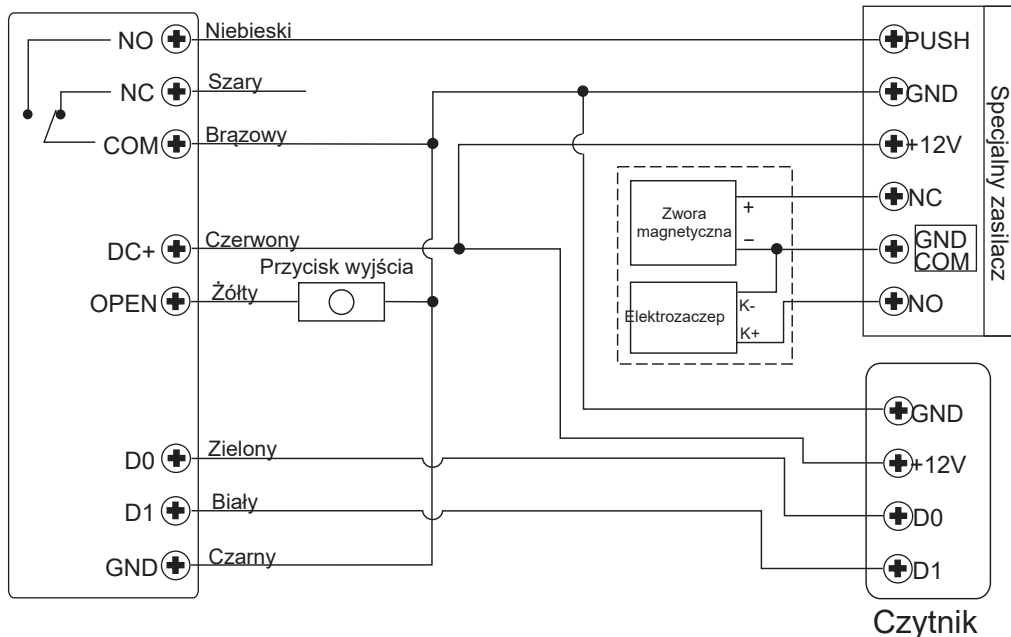 NO Niebieski
NC Szary
COM Brązowy
DC+ Czerwony
Przycisk wyjścia
OPEN Żółty
D0 Zielony
D1 Biały
GND Czarny
Zwora
magnetyczna
+
−
Elektrozaczep
K-
K+
PUSH
GND
+12V
NC
GND
COM
NO
Specjalny zasilacz
GND
+12V
D0
D1
Czytnik